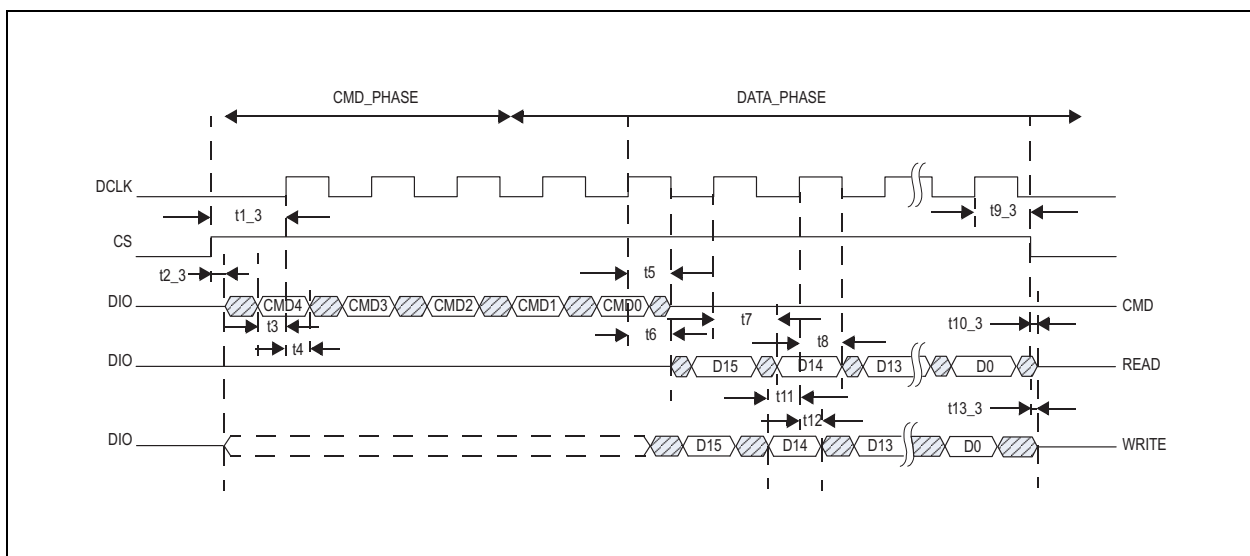 CMD_PHASE DATA_PHASE
DCLK
t1_3 t9_3
CS
t2_3 t5
DIO CMD4 CMD3 CMD2 CMD1 CMD0 CMD
t3 t6 t7 t10_3
t4 t8
DIO D15 D14 D13 D0 READ
t11 t13_3
t12
DIO D15 D14 D13 D0 WRITE